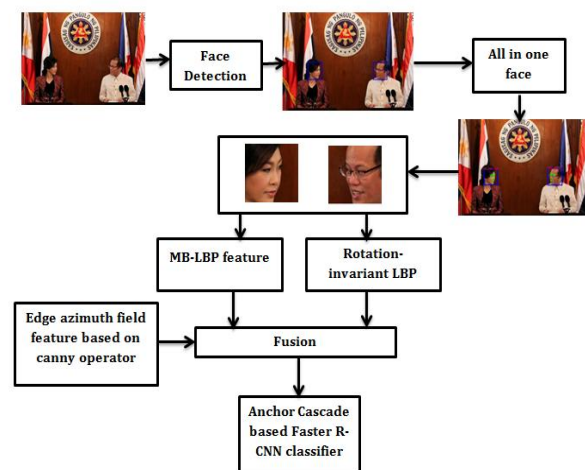 Face
Detection
All in one
face
MB-LBP feature
Rotation-
invariant LBP
Edge azimuth field
feature based on
canny operator
Fusion
Anchor Cascade
based Faster R-
CNN classifier